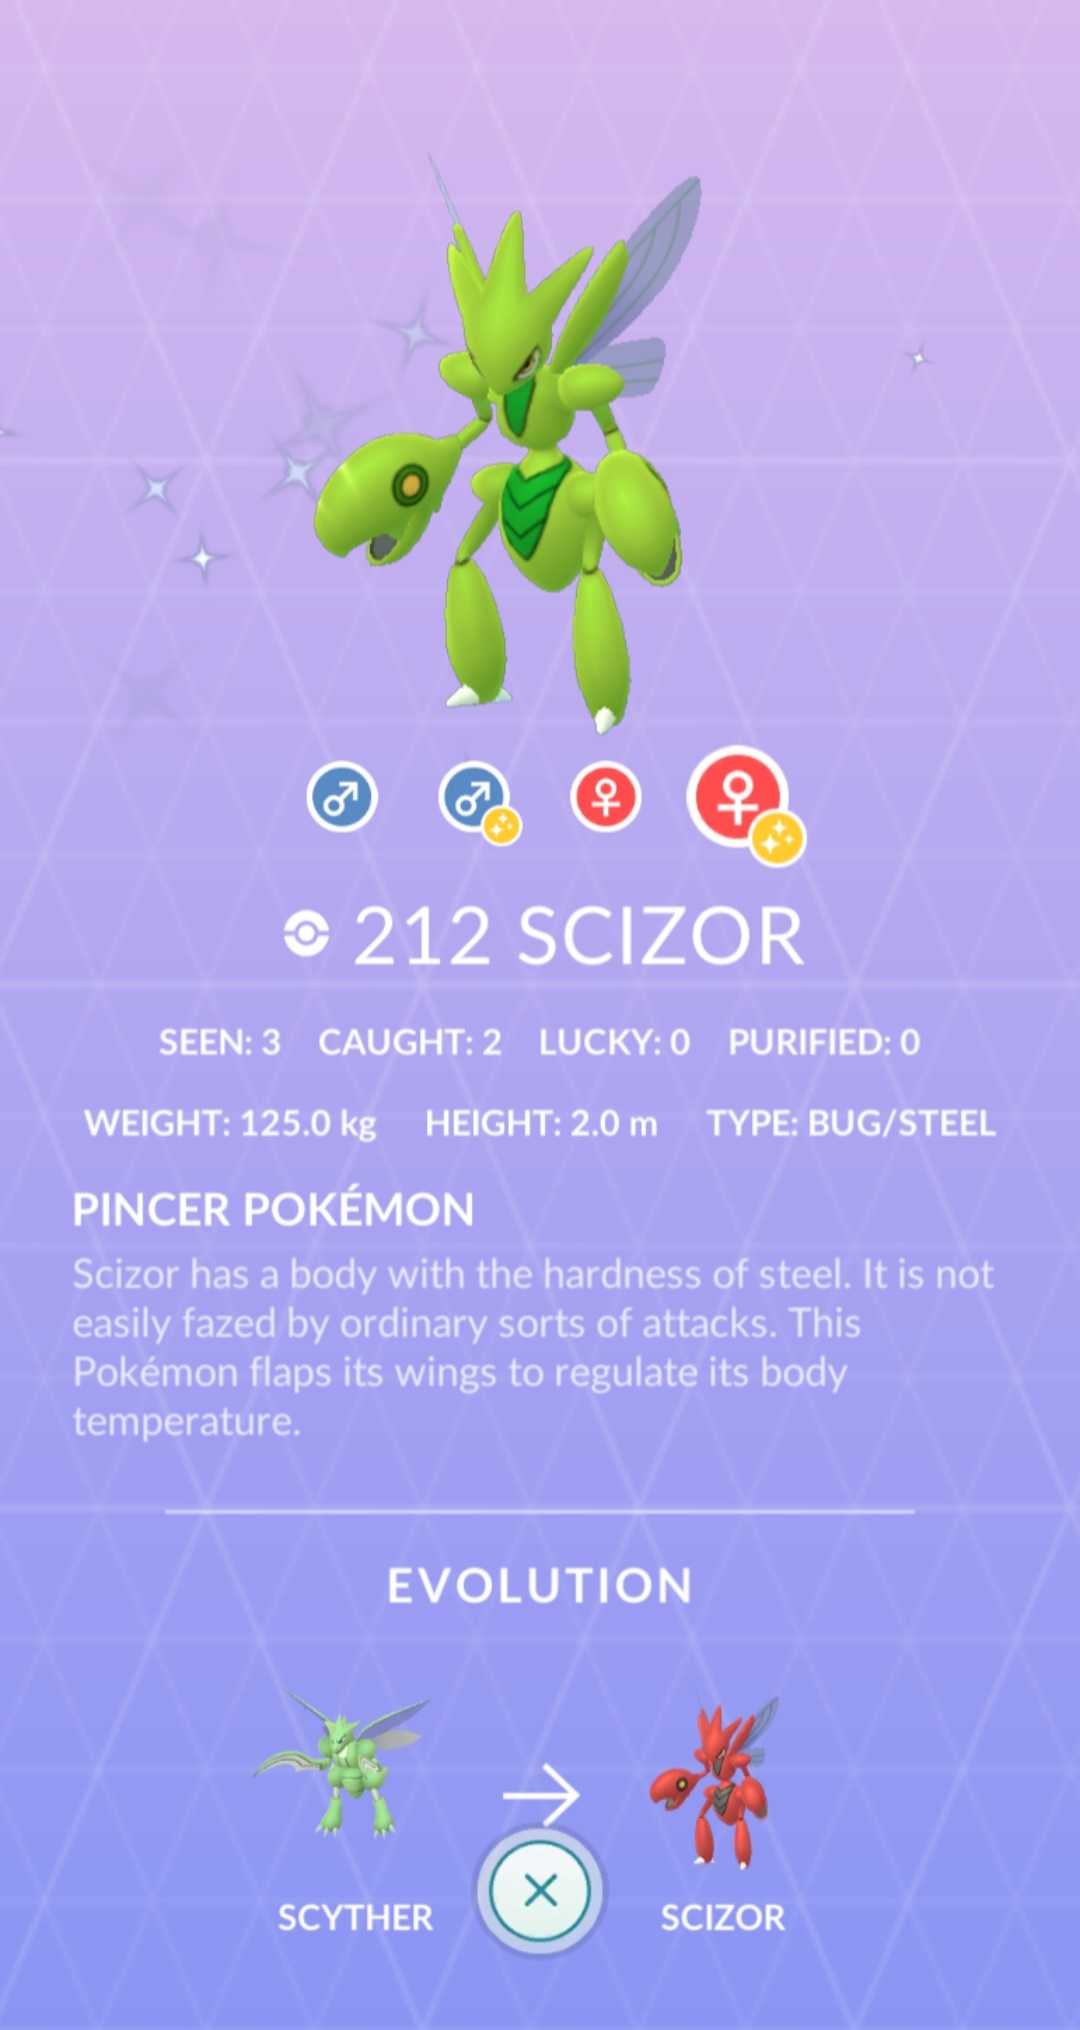 212 SCIZOR
SEEN: 3 CAUGHT: 2 LUCKY: 0 PURIFIED: 0
WEIGHT: 125.0 kg HEIGHT: 2.0 m TYPE: BUG/STEEL
PINCER POKÉMON
Scizor has a body with the hardness of steel. It is not
easily fazed by ordinary sorts of attacks. This
Pokémon flaps its wings to regulate its body
temperature.
EVOLUTION
SCYTHER SCIZOR